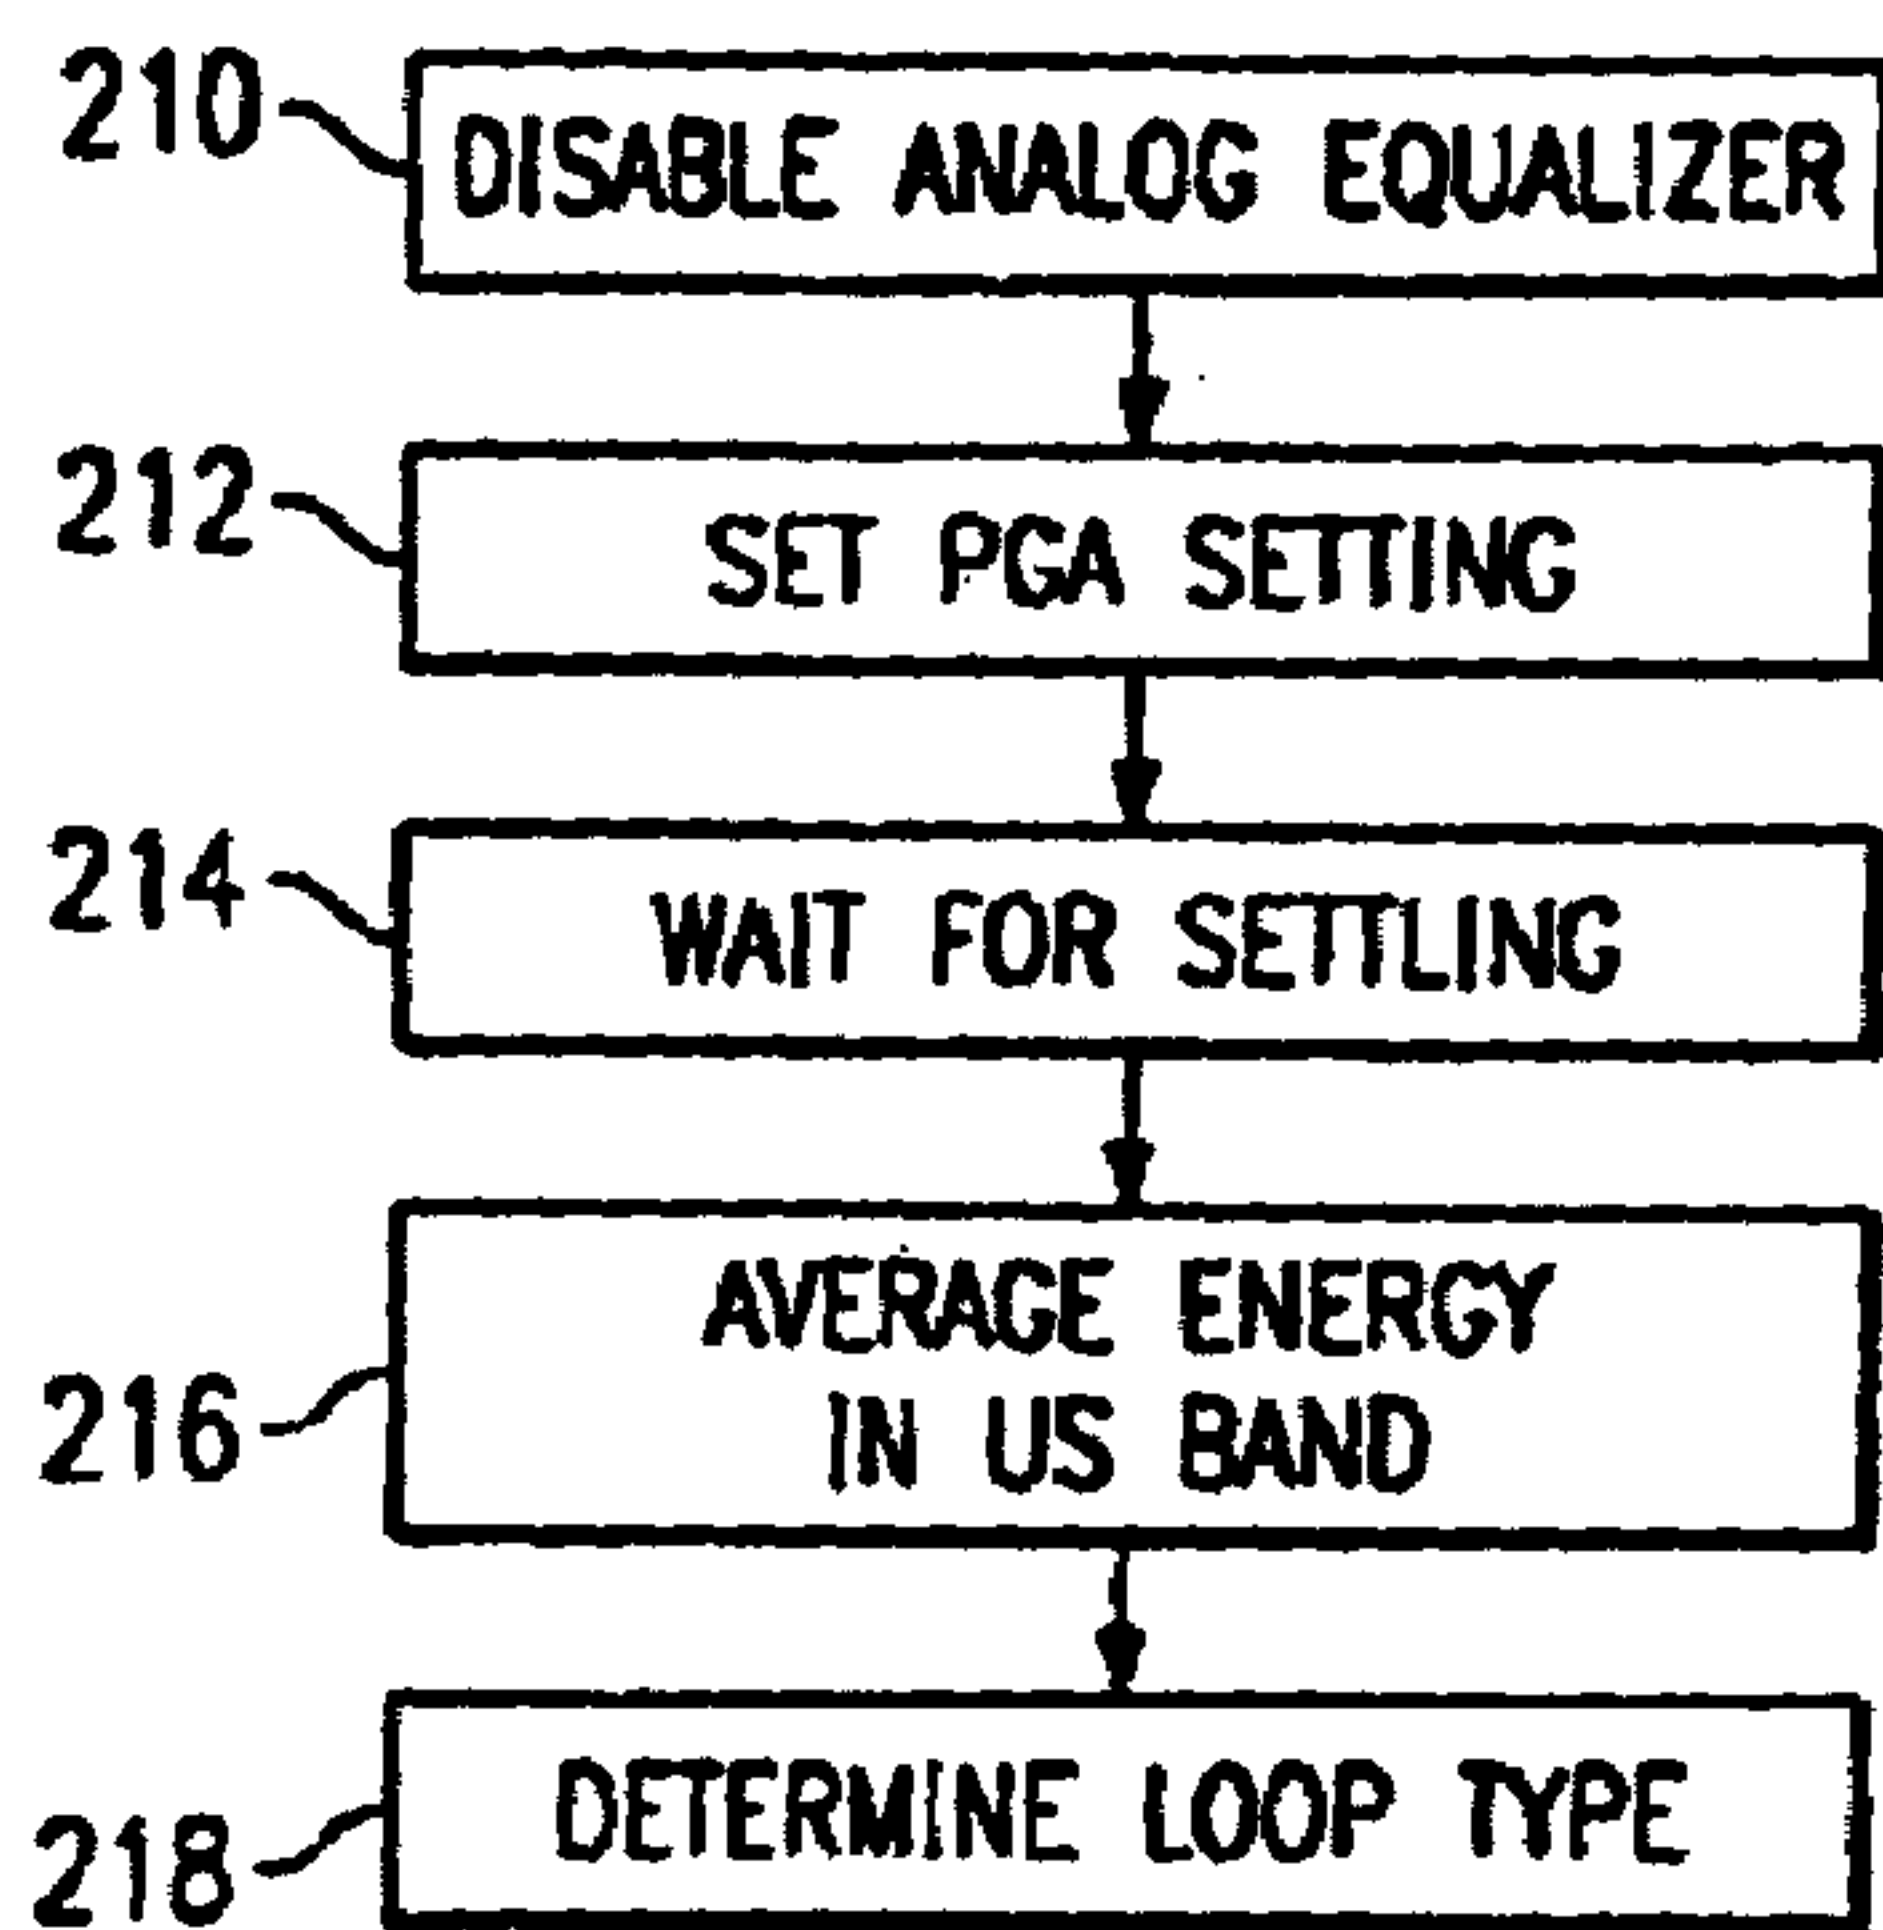 210 DISABLE ANALOG EQUALIZER
212 SET PGA SETTING
214 WAIT FOR SETTLING
AVERAGE ENERGY
216 IN US BAND
218 DETERMINE LOOP TYPE